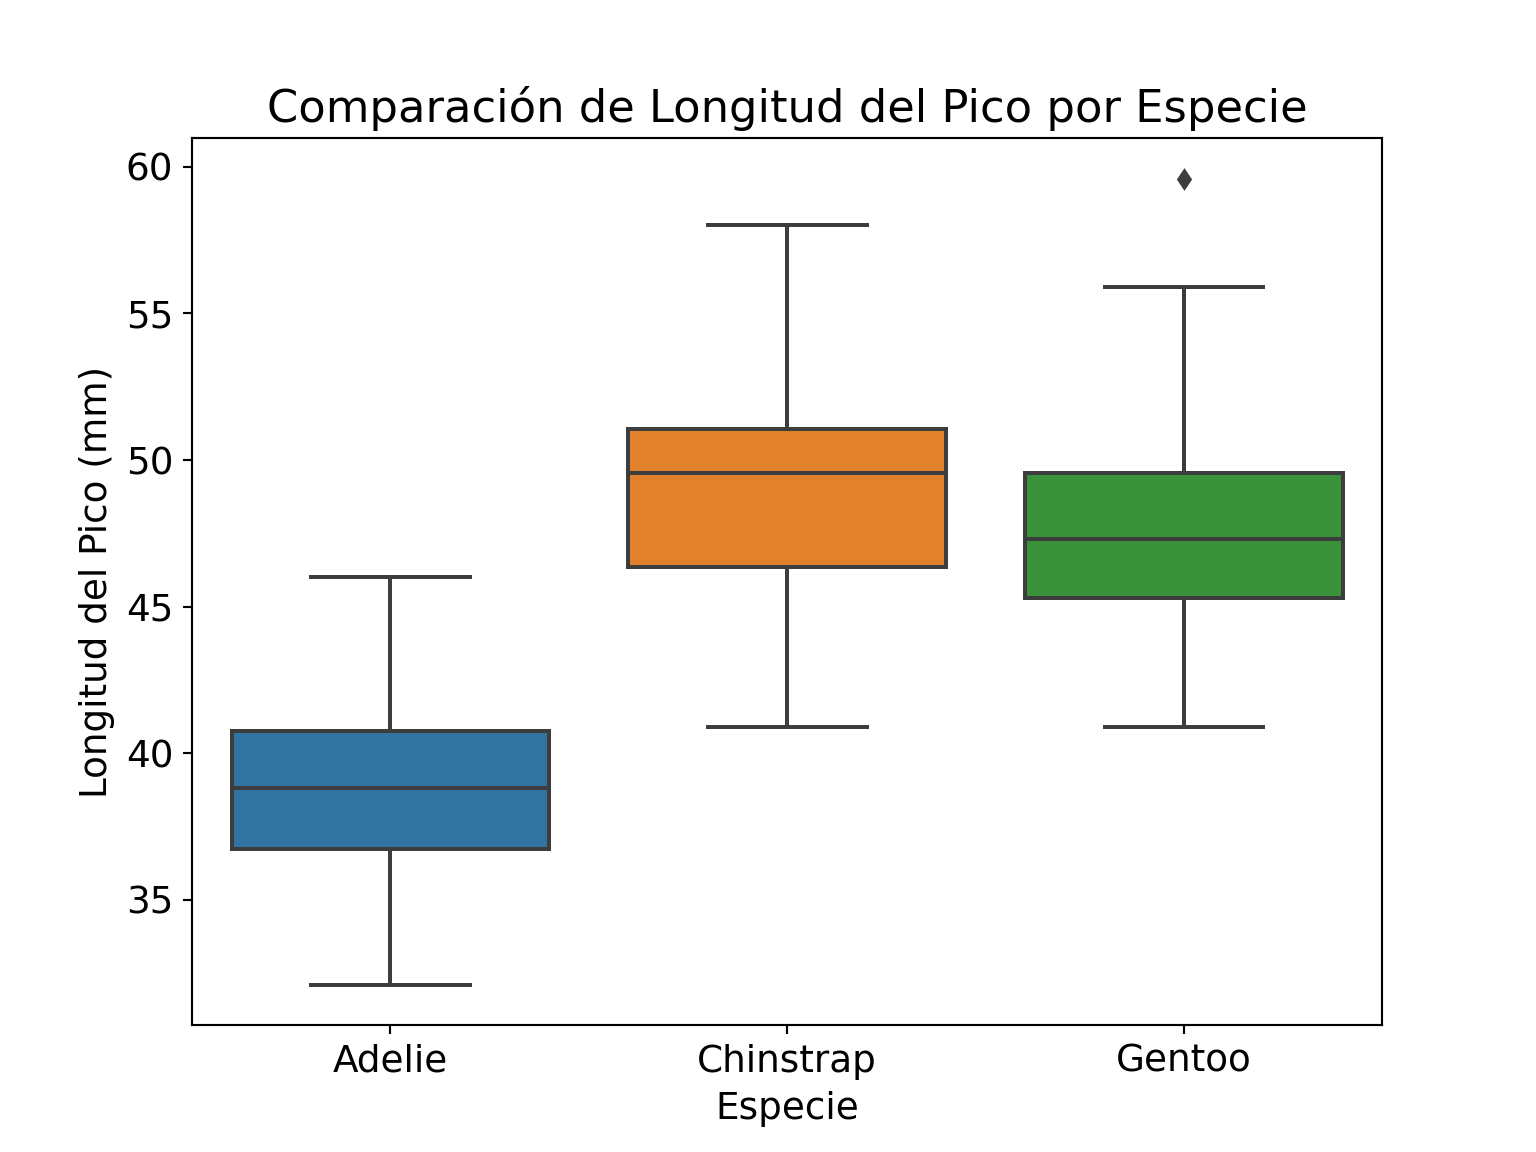 Comparación de Longitud del Pico por Especie
Longitud del Pico (mm)
60
55
50
45
40
35
Adelie
Chinstrap
Gentoo
Especie